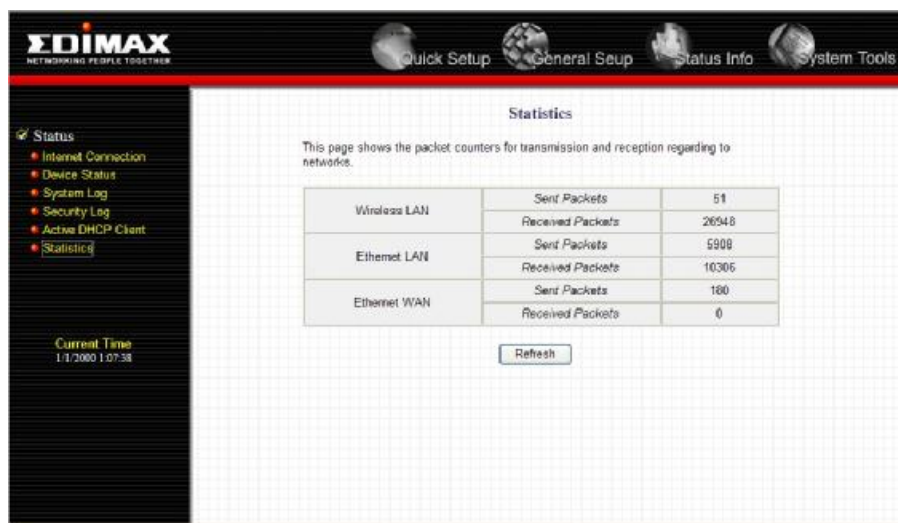 EDIMAX
NETWORKING PEOPLE TOGETHER
Quick Setup
General Seup
Status Info
System Tools
Status
Internet Connection
Device Status
System Log
Security Log
Active DHCP Client
Statistics
Current Time
1/1/2000 1:07:38
Statistics
This page shows the packet counters for transmission and reception regarding to
networks.
Wireless LAN
Sent Packets
51
Received Packets
26948
Ethernet LAN
Sent Packets
5908
Received Packets
10306
Ethernet WAN
Sent Packets
180
Received Packets
0
Refresh